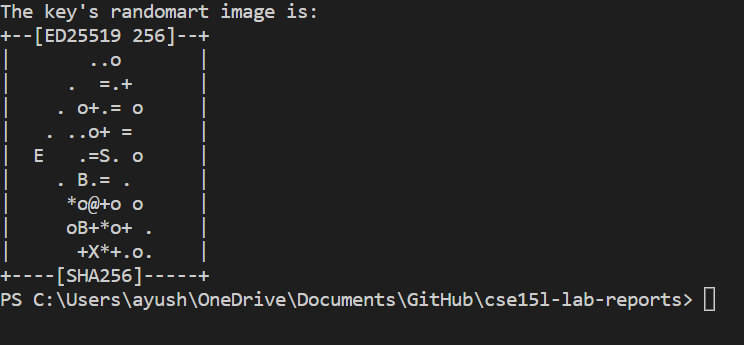 The key's randomart image is:
+--[ED25519 256]--+
|       ..o       |
|     .  =.+      |
|    . o+.= o     |
|   . ..o+ =      |
|  E   .=S. o     |
|    . B.= .      |
|     *o@+o o     |
|     oB+*o+ .    |
|      +X*+.o.    |
+----[SHA256]-----+
PS C:\Users\ayush\OneDrive\Documents\GitHub\cse15l-lab-reports>